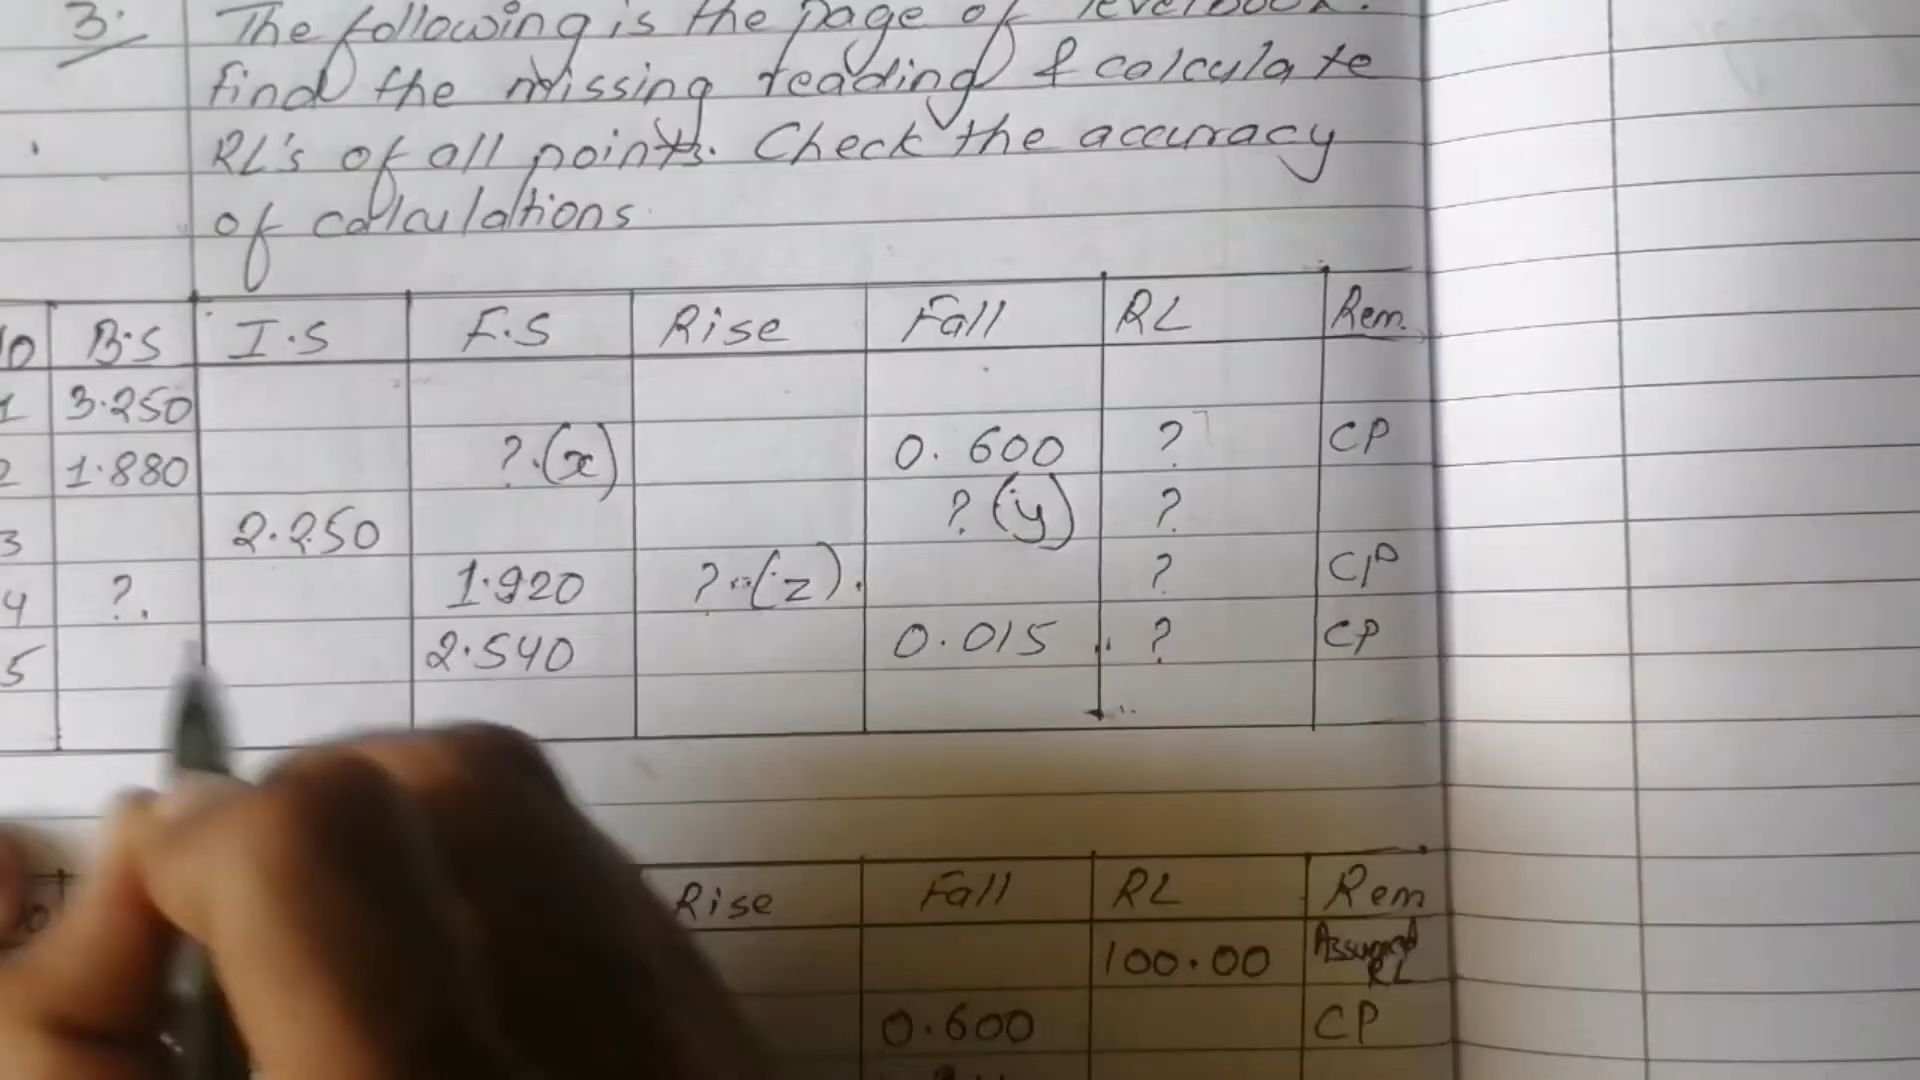 3. The following is the page of levelbook.
find the missing reading & calculate
RL's of all points. Check the accuracy
of calculations.
B.S I.S F.S Rise Fall RL Rem.
1 3.250
2 1.880 ?.(x) 0.600 ? CP
3 2.250 ? (y) ?
4 ?. 1.920 ?..(z). ? CP
5 2.540 0.015 ? CP
Rise Fall RL Rem
100.00 Assumed RL
0.600 CP